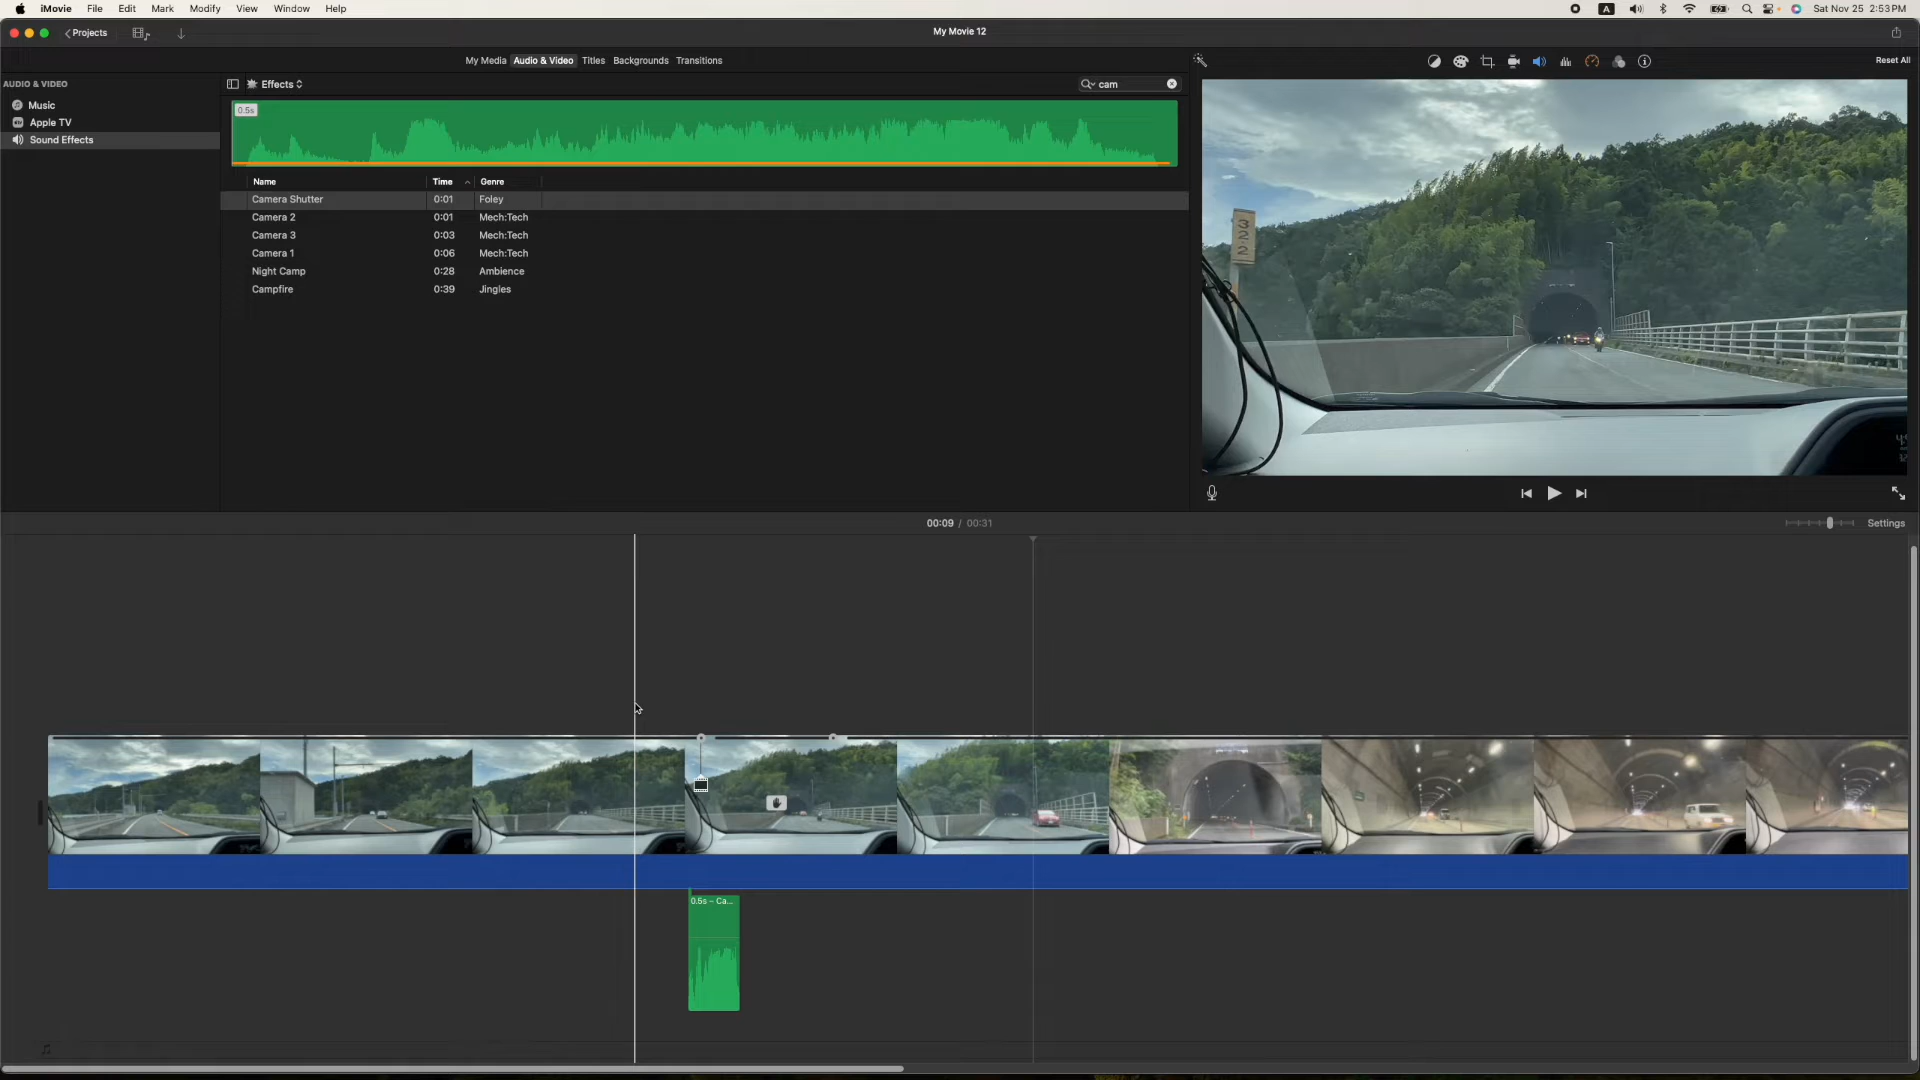 iMovie File Edit Mark Modify View Window Help
A Sat Nov 25 2:53 PM
Projects
My Movie 12
My Media Audio & Video Titles Backgrounds Transitions
Reset All
AUDIO & VIDEO
Music
Apple TV
Sound Effects
Effects
cam
0.5s
Name Time Genre
Camera Shutter 0:01 Foley
Camera 2 0:01 Mech:Tech
Camera 3 0:03 Mech:Tech
Camera 1 0:06 Mech:Tech
Night Camp 0:28 Ambience
Campfire 0:39 Jingles
3
2
2
00:09 / 00:31
Settings
0.5s – Ca...